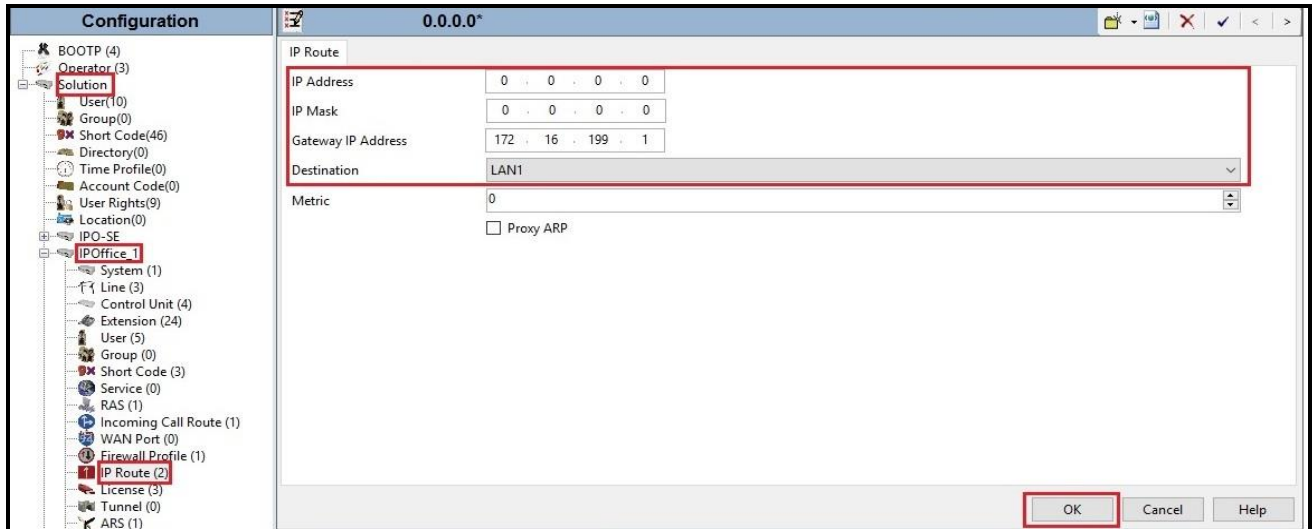 Configuration
BOOTP (4)
Operator (3)
Solution
User(10)
Group(0)
Short Code(46)
Directory(0)
Time Profile(0)
Account Code(0)
User Rights(9)
Location(0)
IPO-SE
IPOffice_1
System (1)
Line (3)
Control Unit (4)
Extension (24)
User (5)
Group (0)
Short Code (3)
Service (0)
RAS (1)
Incoming Call Route (1)
WAN Port (0)
Firewall Profile (1)
IP Route (2)
License (3)
Tunnel (0)
ARS (1)
0.0.0.0*
IP Route
IP Address 0 . 0 . 0 . 0
IP Mask 0 . 0 . 0 . 0
Gateway IP Address 172 . 16 . 199 . 1
Destination LAN1
Metric 0
Proxy ARP
OK Cancel Help